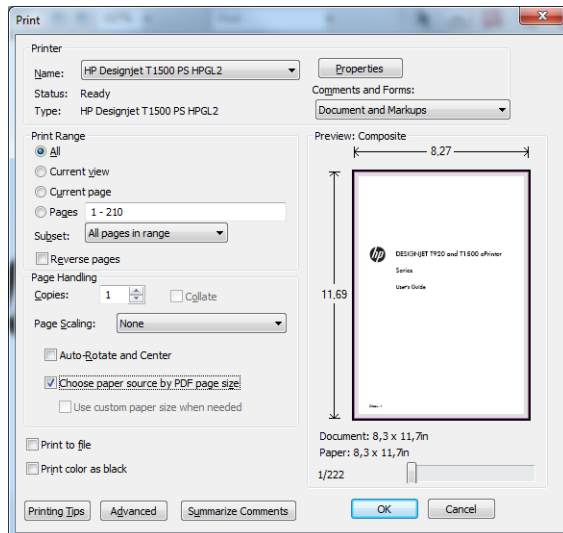 Print
Printer
Name: HP Designjet T1500 PS HPGL2
Properties
Status: Ready
Comments and Forms:
Type: HP Designjet T1500 PS HPGL2
Document and Markups
Print Range
All
Current view
Current page
Pages 1 - 210
Subset: All pages in range
Reverse pages
Page Handling
Copies: 1 Collate
Page Scaling: None
Auto-Rotate and Center
Choose paper source by PDF page size
Use custom paper size when needed
Print to file
Print color as black
Preview: Composite
8,27
11,69
hp
DESIGNJET T920 and T1500 ePrinter
Series
User's Guide
Document: 8,3 x 11,7in
Paper: 8,3 x 11,7in
1/222
Printing Tips Advanced Summarize Comments OK Cancel